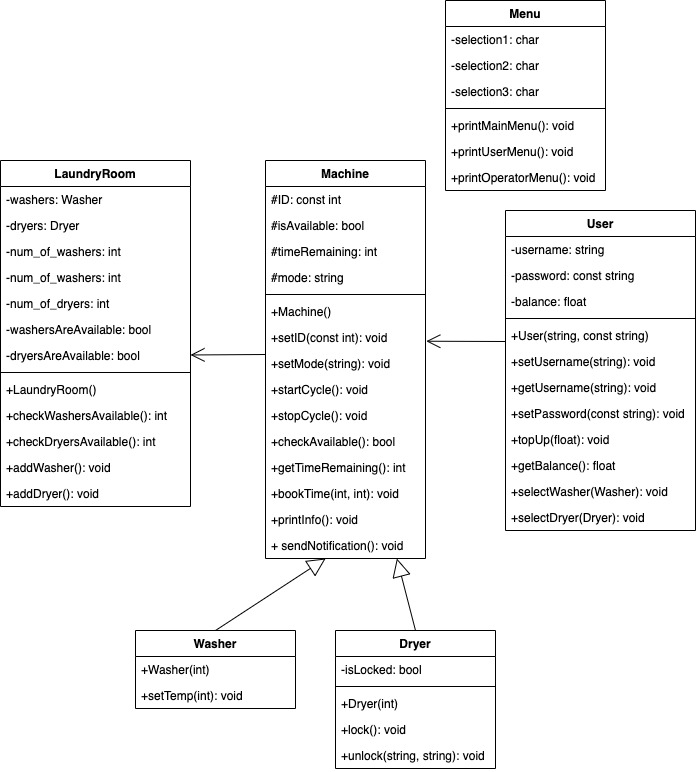 Menu
-selection1: char
-selection2: char
-selection3: char
+printMainMenu(): void
+printUserMenu(): void
+printOperatorMenu(): void
LaundryRoom
-washers: Washer
-dryers: Dryer
-num_of_washers: int
-num_of_washers: int
-num_of_dryers: int
-washersAreAvailable: bool
-dryersAreAvailable: bool
+LaundryRoom()
+checkWashersAvailable(): int
+checkDryersAvailable(): int
+addWasher(): void
+addDryer(): void
Machine
#ID: const int
#isAvailable: bool
#timeRemaining: int
#mode: string
+Machine()
+setID(const int): void
+setMode(string): void
+startCycle(): void
+stopCycle(): void
+checkAvailable(): bool
+getTimeRemaining(): int
+bookTime(int, int): void
+printInfo(): void
+ sendNotification(): void
User
-username: string
-password: const string
-balance: float
+User(string, const string)
+setUsername(string): void
+getUsername(string): void
+setPassword(const string): void
+topUp(float): void
+getBalance(): float
+selectWasher(Washer): void
+selectDryer(Dryer): void
Washer
+Washer(int)
+setTemp(int): void
Dryer
-isLocked: bool
+Dryer(int)
+lock(): void
+unlock(string, string): void